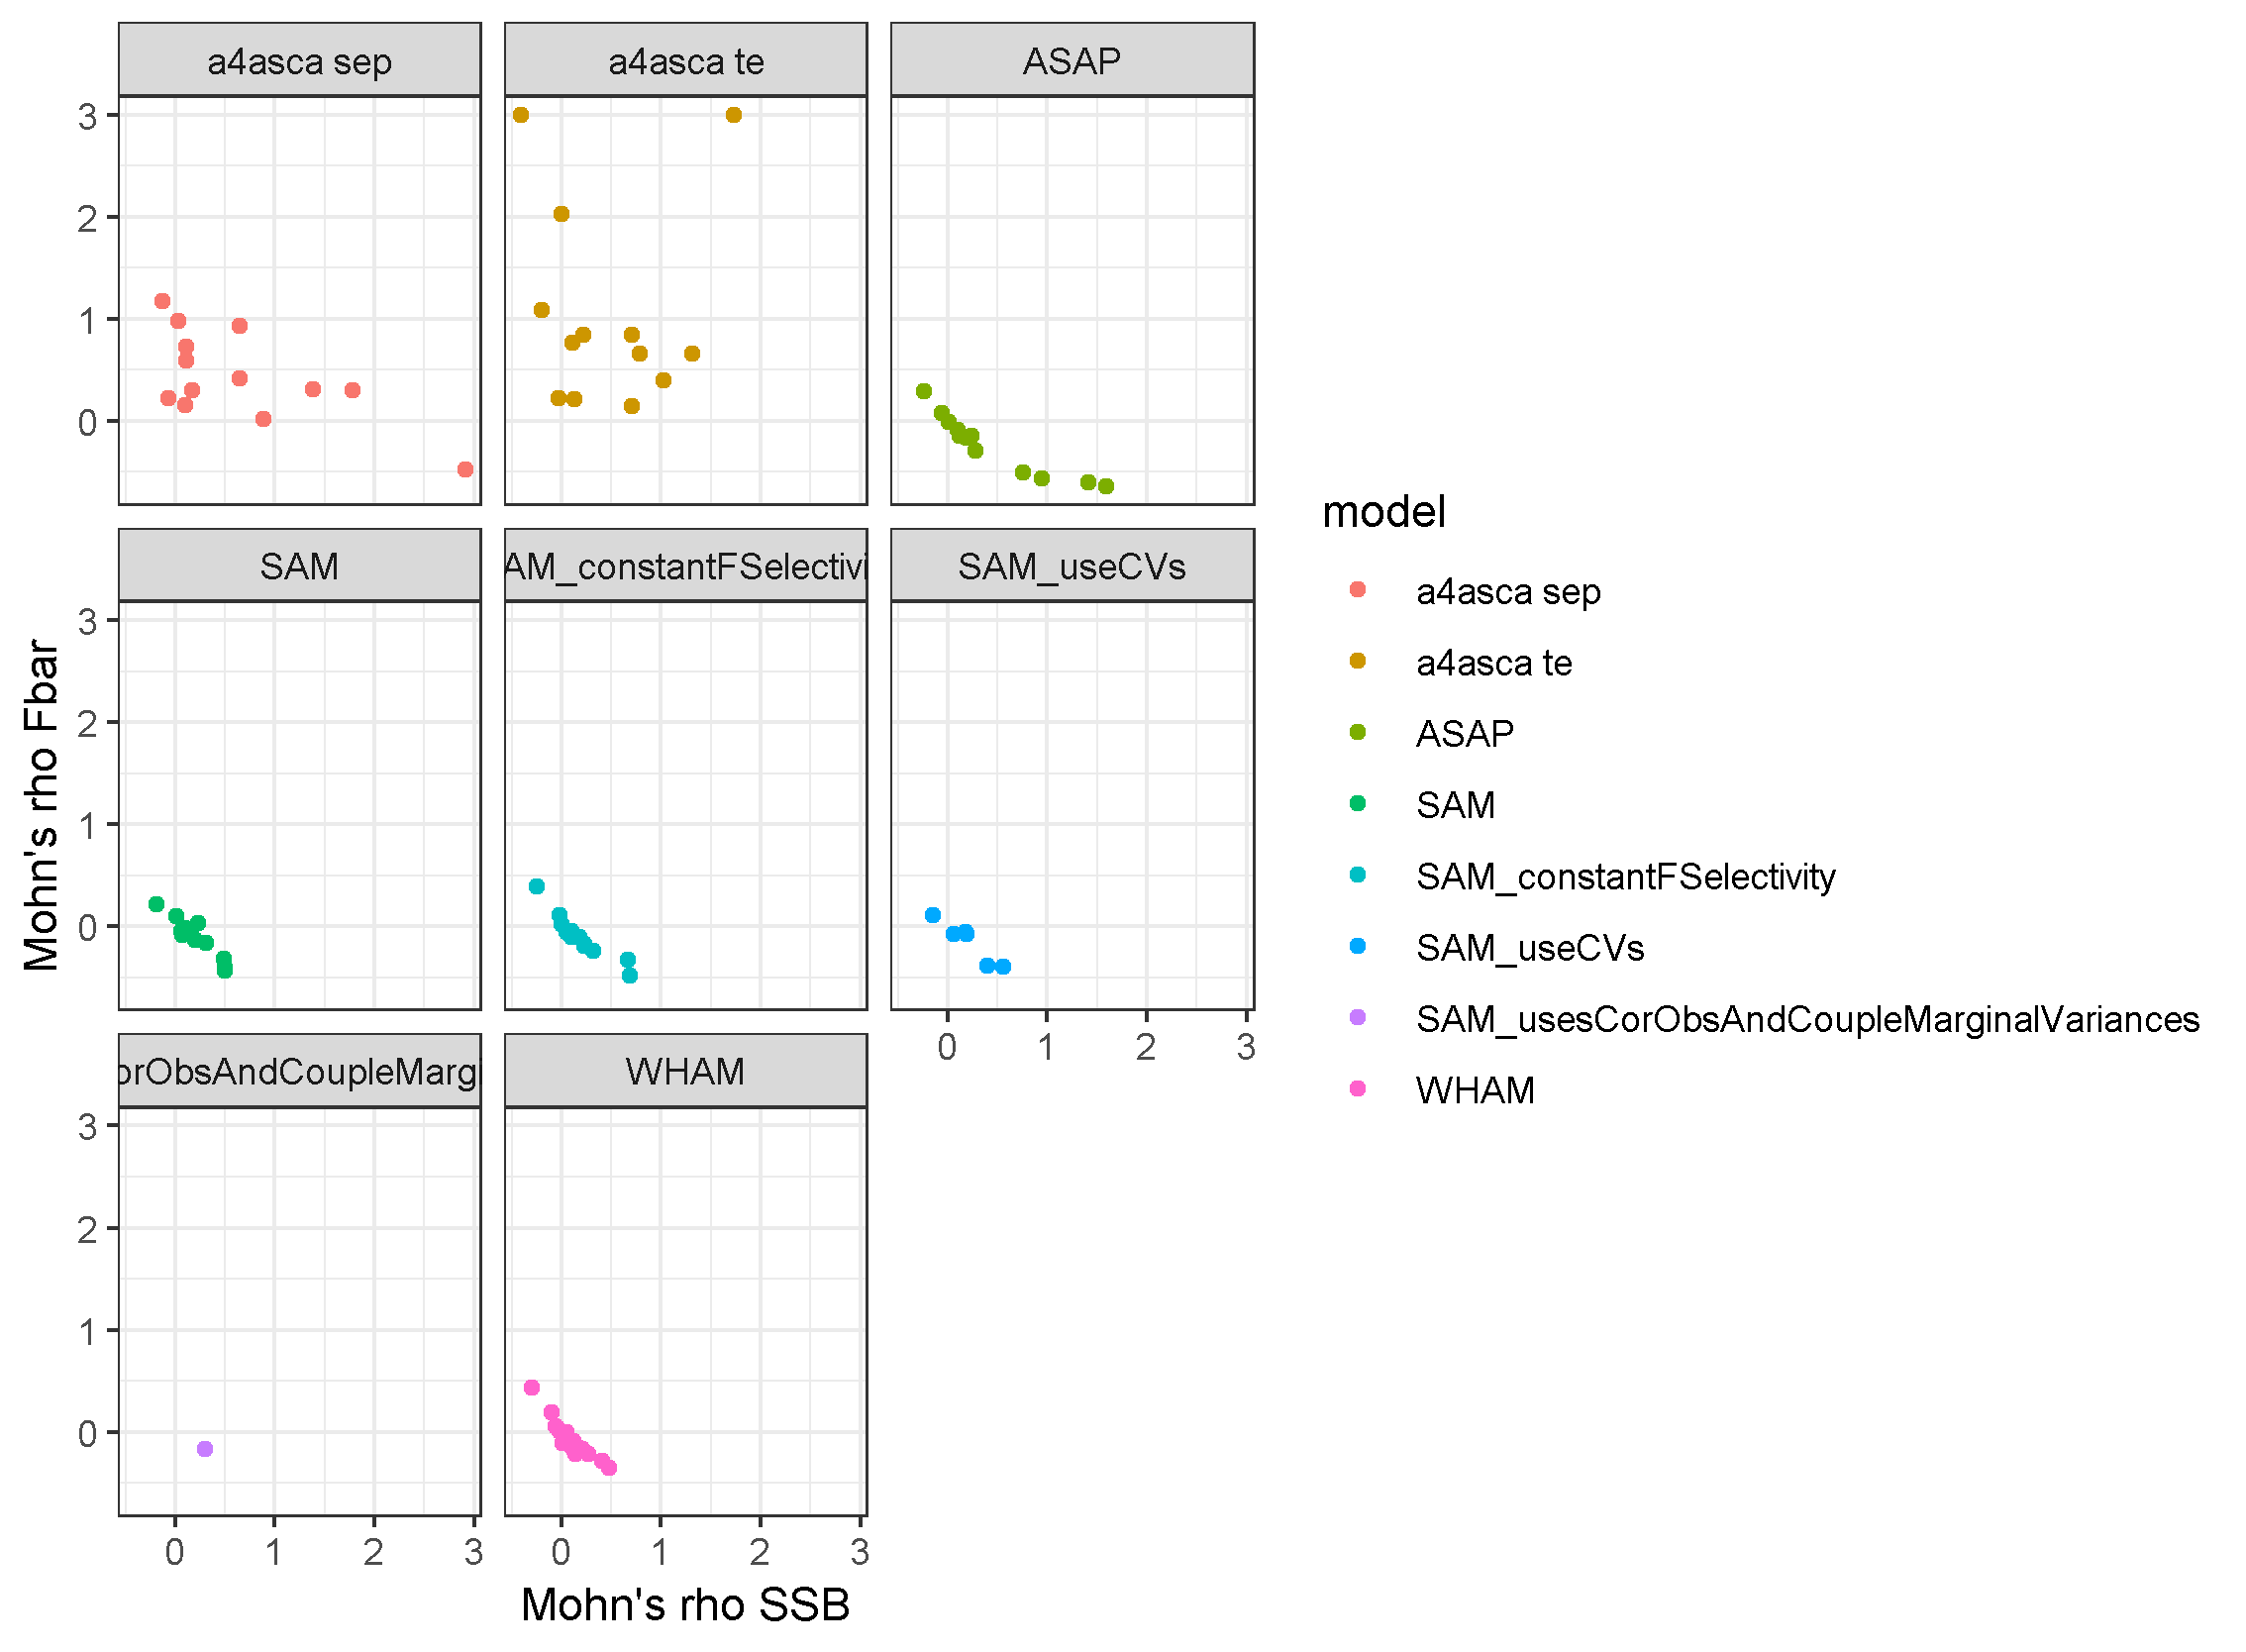 a4asca sep
a4asca te
ASAP
3
2
1
0
SAM
AM_constantFSelectivi
SAM_useCVs
3
2
1
0
0 1 2 3
orObsAndCoupleMargi
WHAM
3
2
1
0
0 1 2 3
0 1 2 3
Mohn's rho SSB
Mohn's rho Fbar
model
a4asca sep
a4asca te
ASAP
SAM
SAM_constantFSelectivity
SAM_useCVs
SAM_usesCorObsAndCoupleMarginalVariances
WHAM